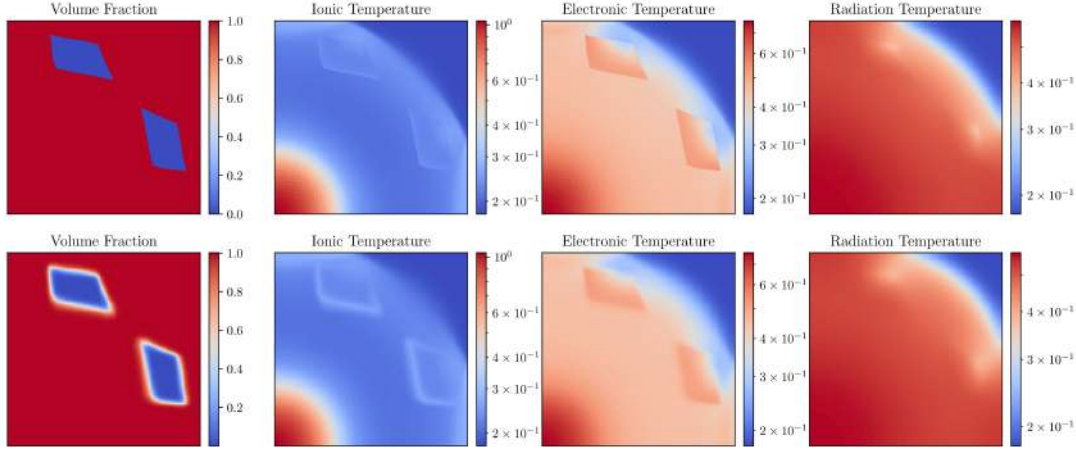 Volume Fraction
1.0
0.8
0.6
0.4
0.2
0.0
Ionic Temperature
10⁰
6 × 10⁻¹
4 × 10⁻¹
3 × 10⁻¹
2 × 10⁻¹
Electronic Temperature
6 × 10⁻¹
4 × 10⁻¹
3 × 10⁻¹
2 × 10⁻¹
Radiation Temperature
4 × 10⁻¹
3 × 10⁻¹
2 × 10⁻¹
Volume Fraction
1.0
0.8
0.6
0.4
0.2
Ionic Temperature
10⁰
6 × 10⁻¹
4 × 10⁻¹
3 × 10⁻¹
2 × 10⁻¹
Electronic Temperature
6 × 10⁻¹
4 × 10⁻¹
3 × 10⁻¹
2 × 10⁻¹
Radiation Temperature
4 × 10⁻¹
3 × 10⁻¹
2 × 10⁻¹